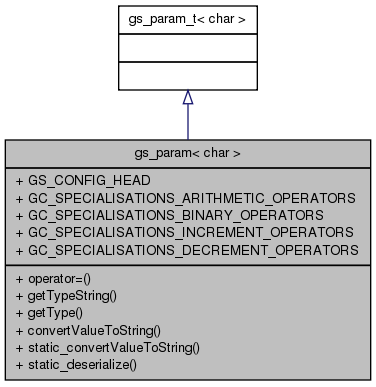 gs_param_t< char >
gs_param< char >
+ GS_CONFIG_HEAD
+ GC_SPECIALISATIONS_ARITHMETIC_OPERATORS
+ GC_SPECIALISATIONS_BINARY_OPERATORS
+ GC_SPECIALISATIONS_INCREMENT_OPERATORS
+ GC_SPECIALISATIONS_DECREMENT_OPERATORS
+ operator=()
+ getTypeString()
+ getType()
+ convertValueToString()
+ static_convertValueToString()
+ static_deserialize()